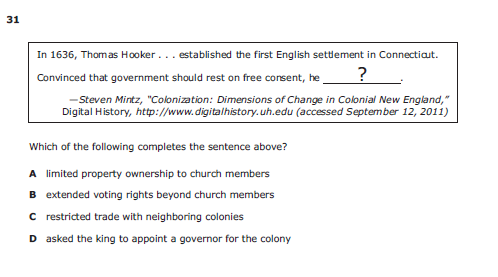 31
In 1636, Thomas Hooker . . . established the first English settlement in Connecticut.
Convinced that government should rest on free consent, he ? .
—Steven Mintz, “Colonization: Dimensions of Change in Colonial New England,”
Digital History, http://www.digitalhistory.uh.edu (accessed September 12, 2011)
Which of the following completes the sentence above?
A limited property ownership to church members
B extended voting rights beyond church members
C restricted trade with neighboring colonies
D asked the king to appoint a governor for the colony